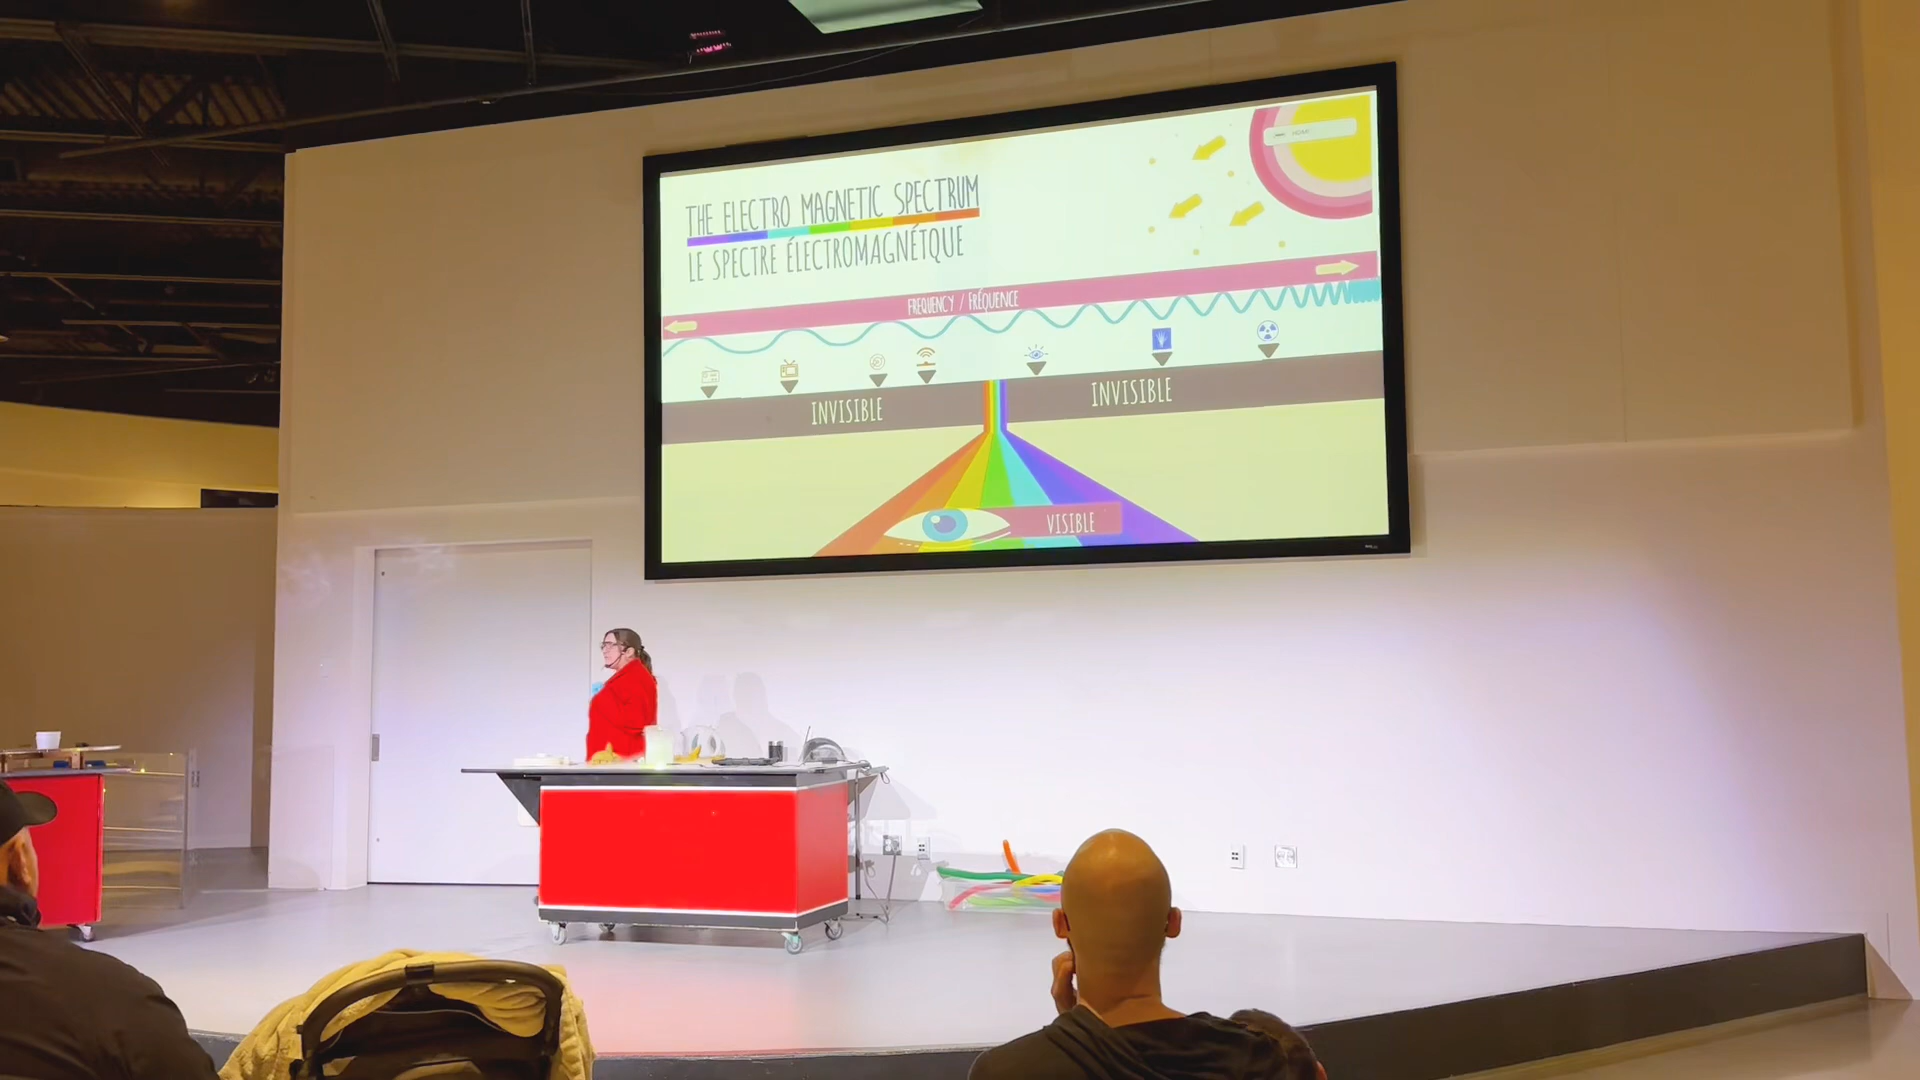 THE ELECTRO MAGNETIC SPECTRUM
LE SPECTRE ÉLECTROMAGNÉTQUE
FREQUENCY / FRÉQUENCE
INVISIBLE
INVISIBLE
VISIBLE